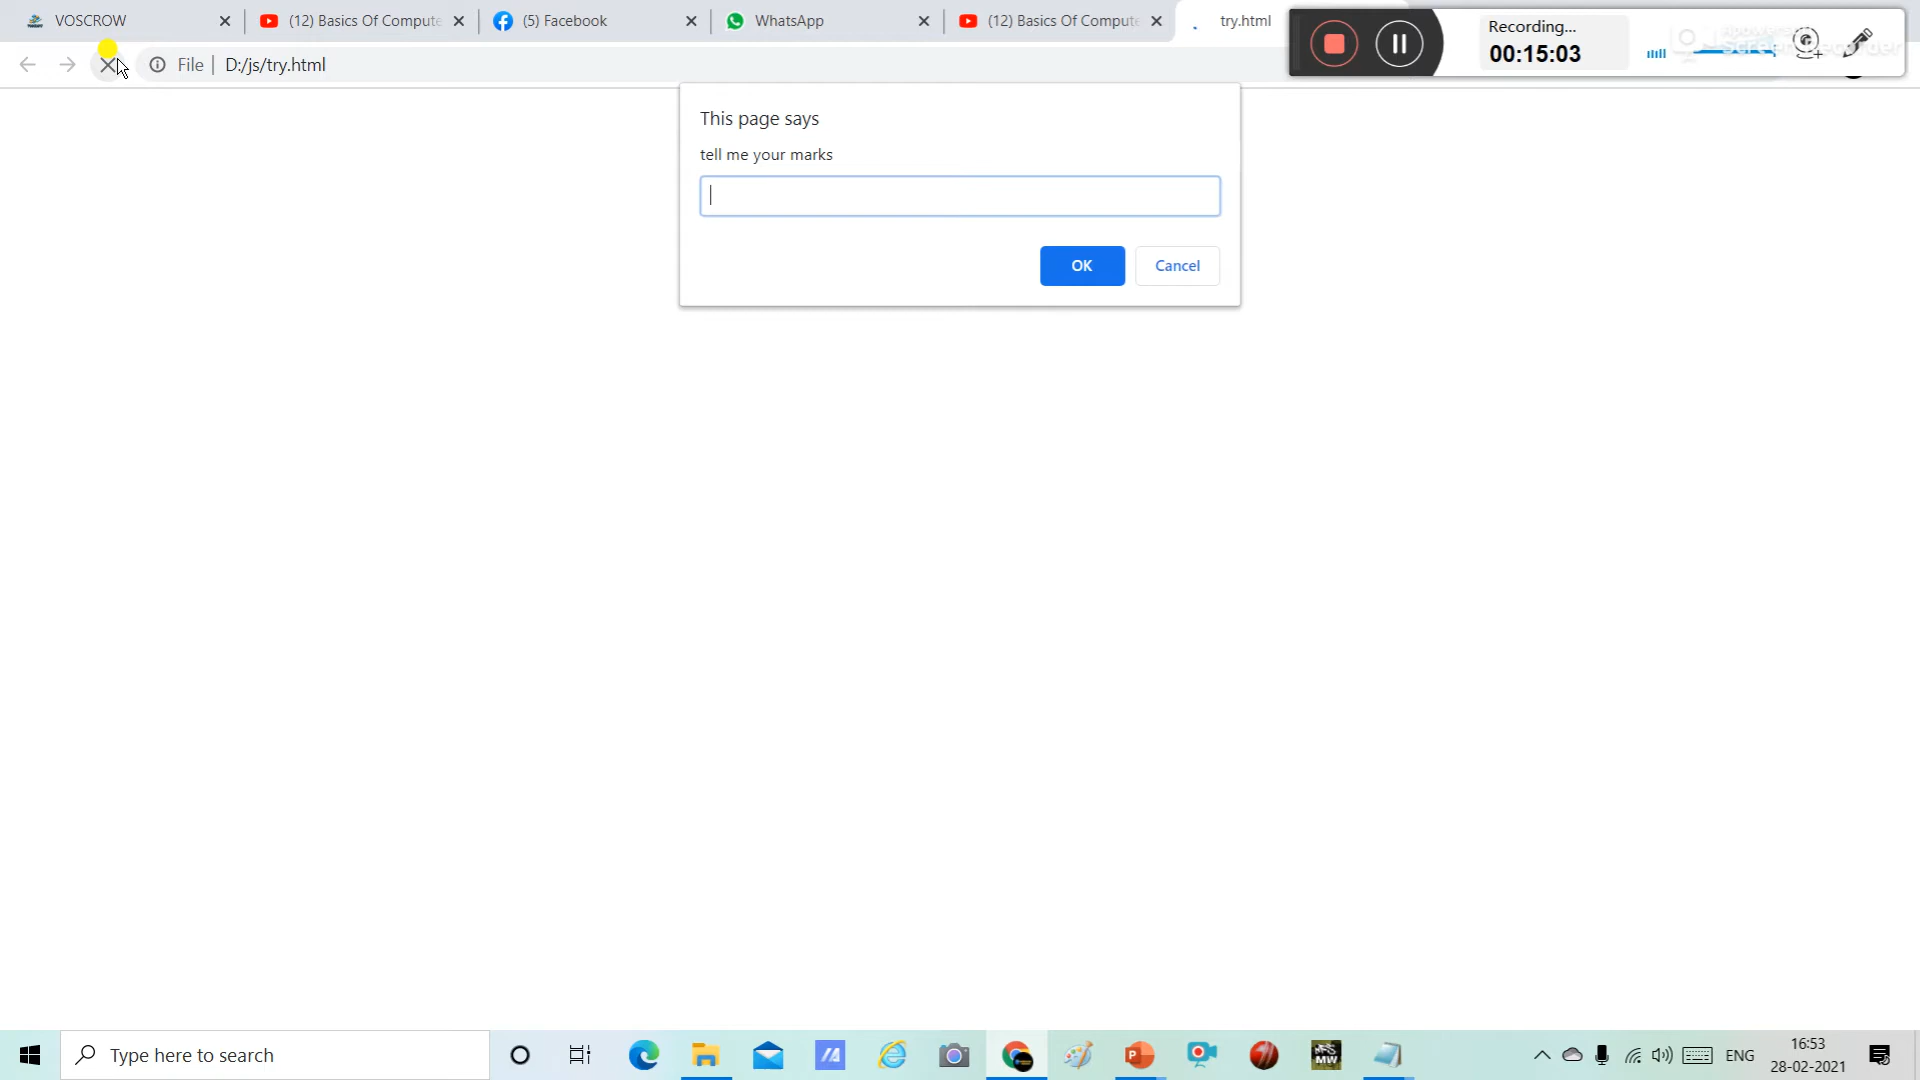 VOSCROW
(12) Basics Of Compute
(5) Facebook
WhatsApp
(12) Basics Of Compute
try.html
Recording...
00:15:03
File
D:/js/try.html
This page says
tell me your marks
OK
Cancel
Type here to search
ENG
16:53
28-02-2021